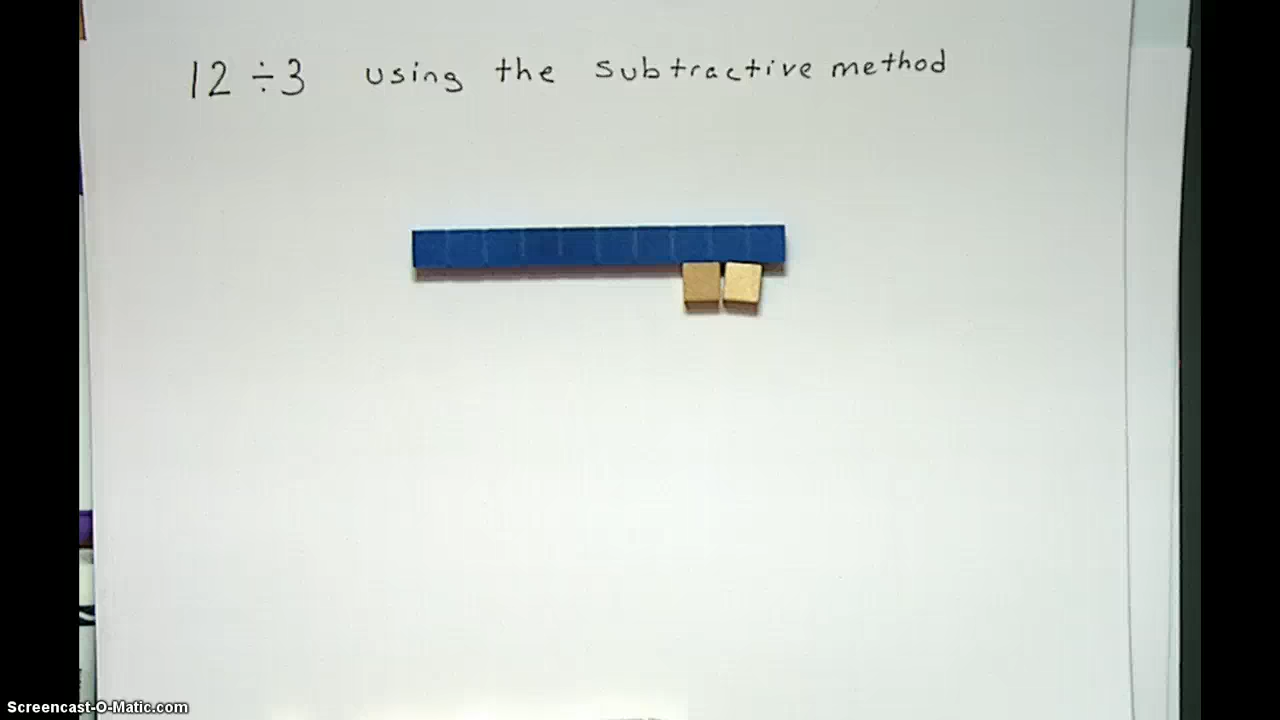 12 ÷ 3 using the subtractive method
Screencast-O-Matic.com